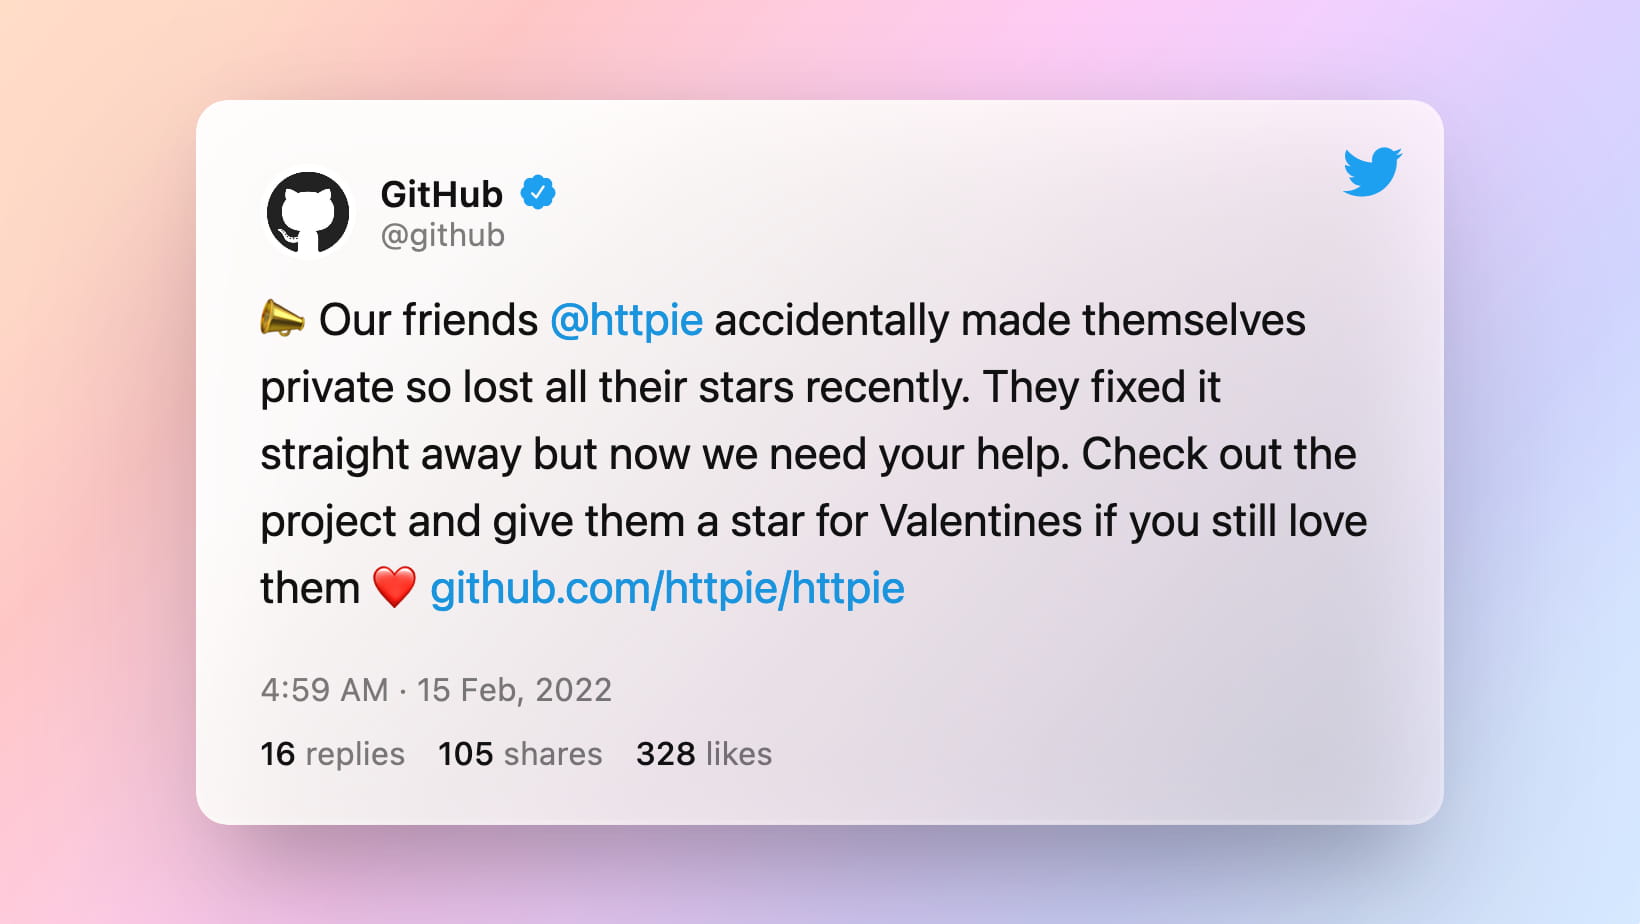 GitHub
@github
📣 Our friends @httpie accidentally made themselves
private so lost all their stars recently. They fixed it
straight away but now we need your help. Check out the
project and give them a star for Valentines if you still love
them ❤️ github.com/httpie/httpie
4:59 AM · 15 Feb, 2022
16 replies 105 shares 328 likes